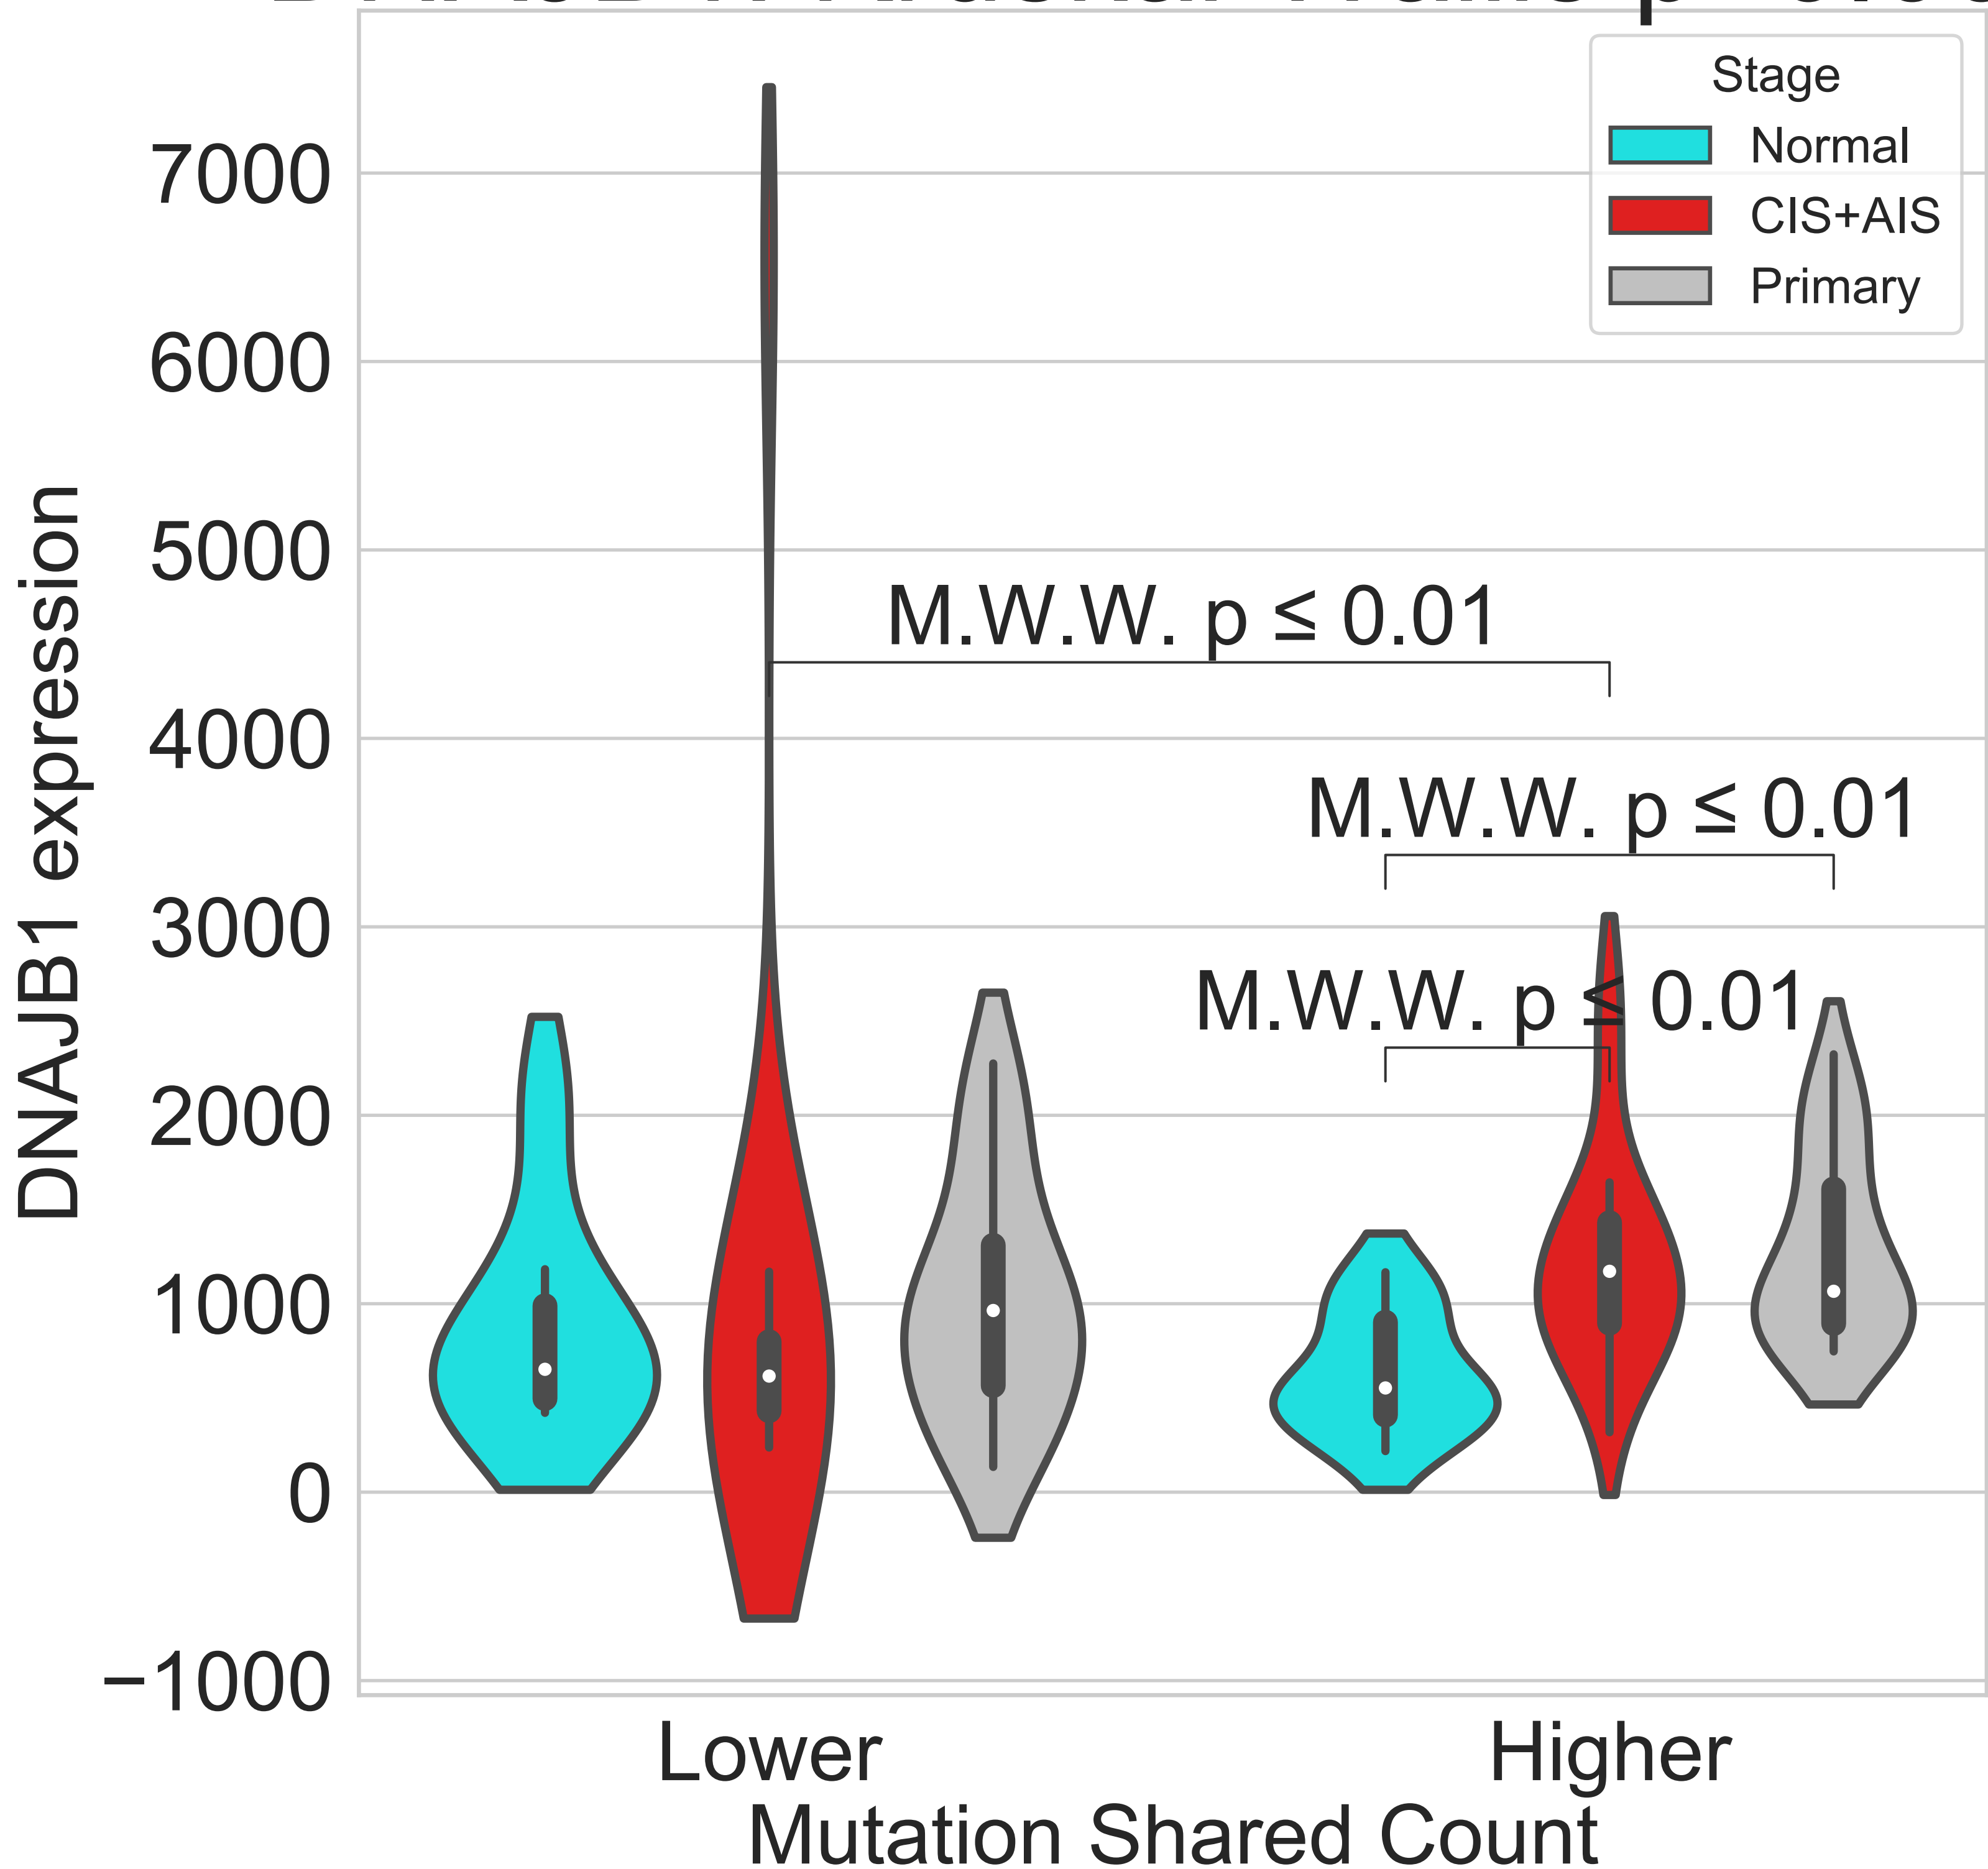 Stage
Normal
CIS+AIS
Primary
7000
6000
5000
4000
3000
2000
1000
0
−1000
DNAJB1 expression
M.W.W. p ≤ 0.01
M.W.W. p ≤ 0.01
M.W.W. p ≤ 0.01
Lower
Higher
Mutation Shared Count